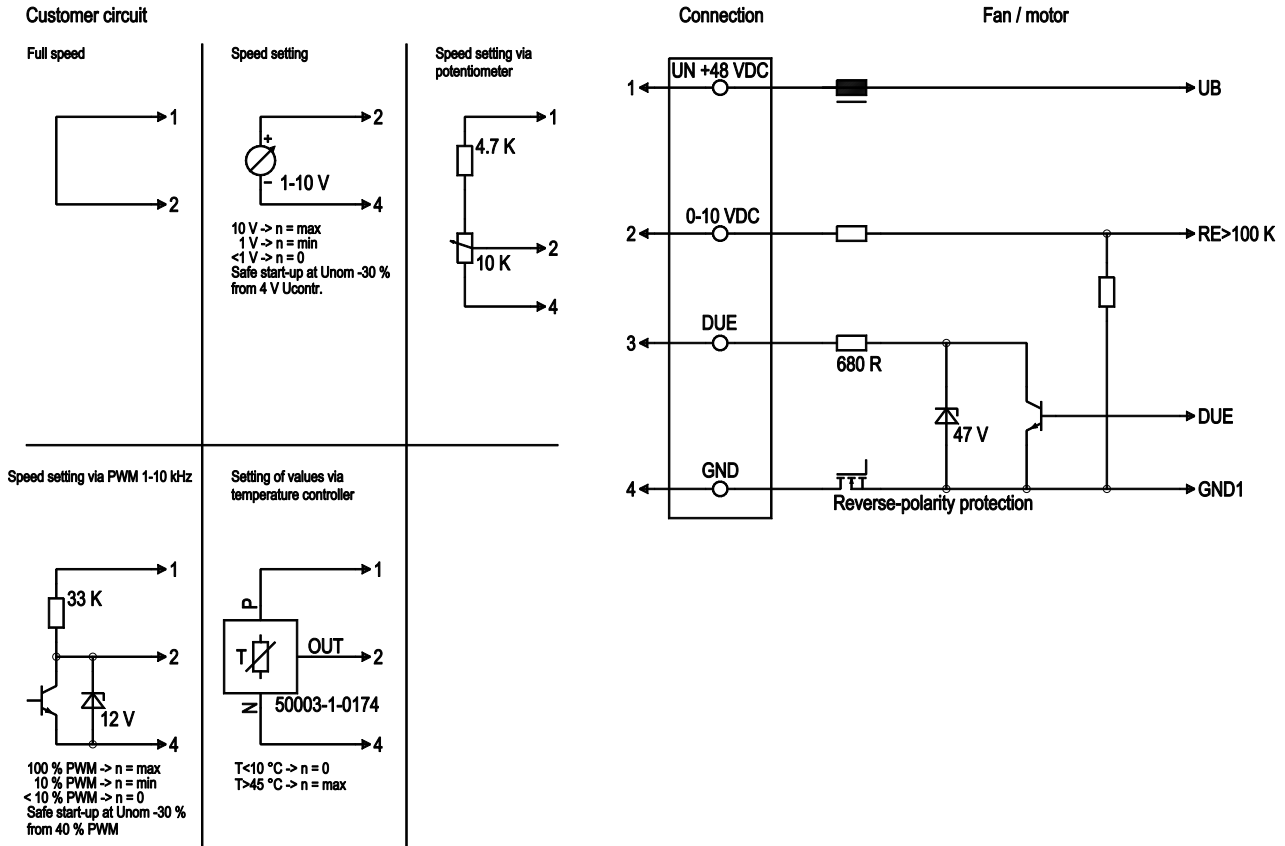 Customer circuit
Full speed
1
2
Speed setting
2
+
–
1-10 V
4
10 V -> n = max
1 V -> n = min
<1 V -> n = 0
Safe start-up at Unom -30 %
from 4 V Ucontr.
Speed setting via
potentiometer
1
4.7 K
2
10 K
4
Speed setting via PWM 1-10 kHz
1
33 K
2
12 V
4
100 % PWM -> n = max
10 % PWM -> n = min
< 10 % PWM -> n = 0
Safe start-up at Unom -30 %
from 40 % PWM
Setting of values via
temperature controller
1
P
T
OUT
2
N
50003-1-0174
4
T<10 °C -> n = 0
T>45 °C -> n = max
Connection
Fan / motor
1
UN +48 VDC
UB
2
0-10 VDC
RE>100 K
3
DUE
680 R
47 V
DUE
4
GND
GND1
Reverse-polarity protection